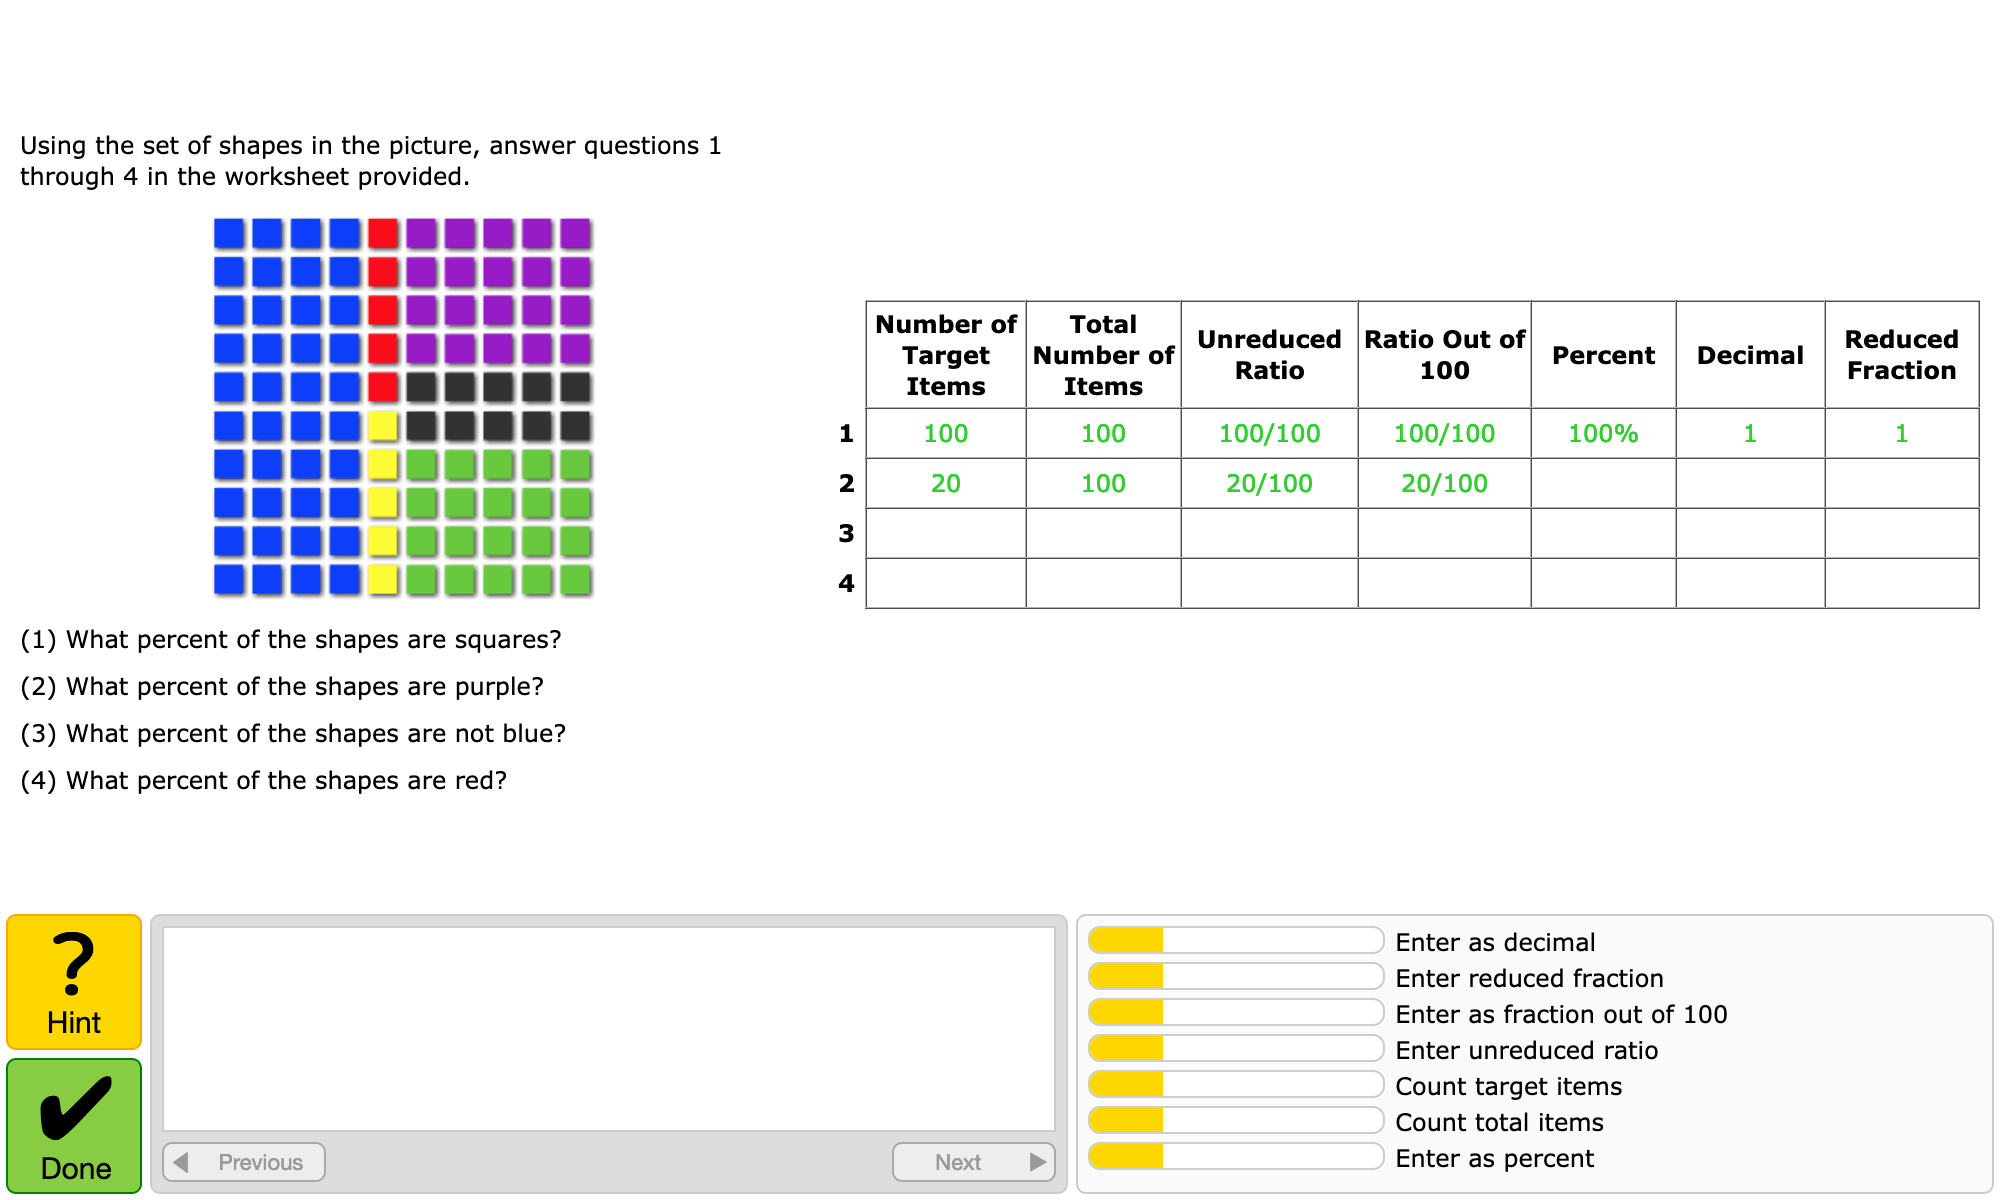 Using the set of shapes in the picture, answer questions 1
through 4 in the worksheet provided.
(1) What percent of the shapes are squares?
(2) What percent of the shapes are purple?
(3) What percent of the shapes are not blue?
(4) What percent of the shapes are red?
Number of Target Items Total Number of Items Unreduced Ratio Ratio Out of 100 Percent Decimal Reduced Fraction
1 100 100 100/100 100/100 100% 1 1
2 20 100 20/100 20/100
3
4
? Hint
Done
Previous
Next
Enter as decimal
Enter reduced fraction
Enter as fraction out of 100
Enter unreduced ratio
Count target items
Count total items
Enter as percent